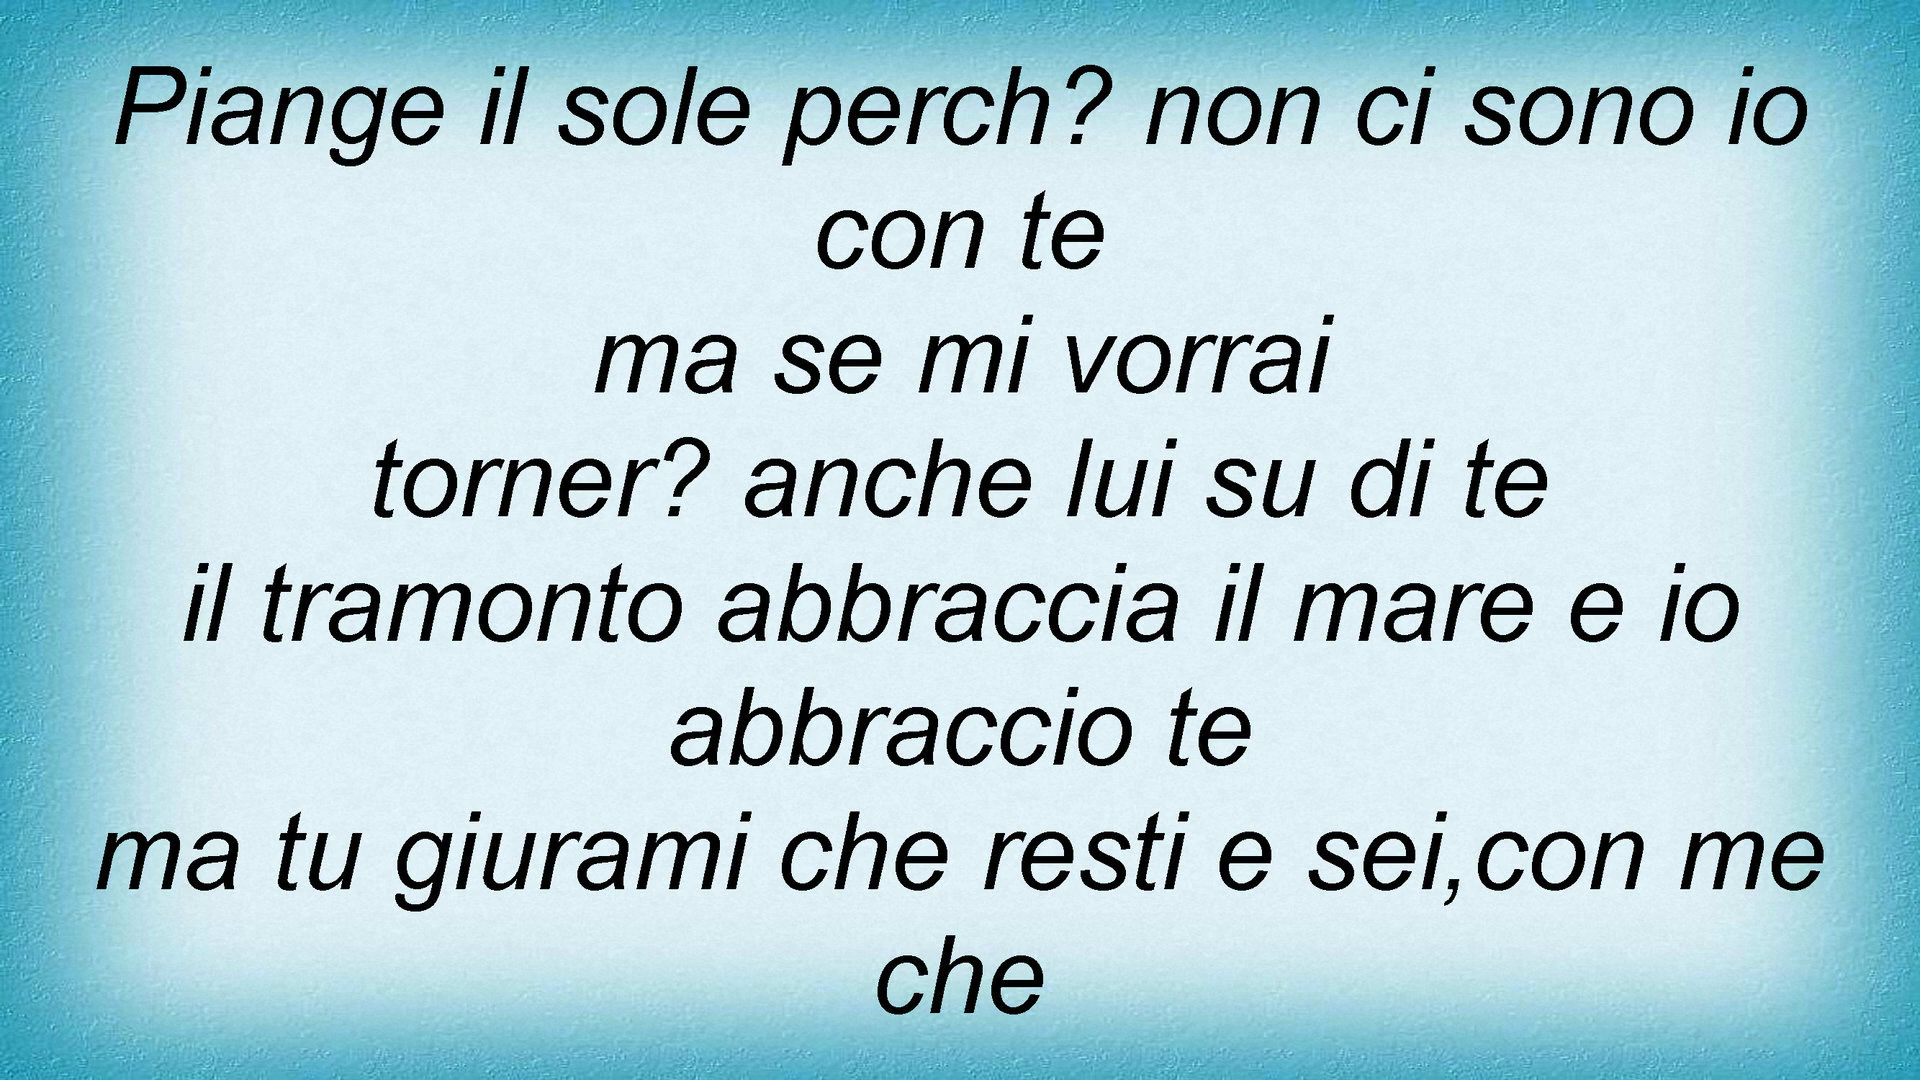 Piange il sole perch? non ci sono io
con te
ma se mi vorrai
torner? anche lui su di te
il tramonto abbraccia il mare e io
abbraccio te
ma tu giurami che resti e sei,con me
che